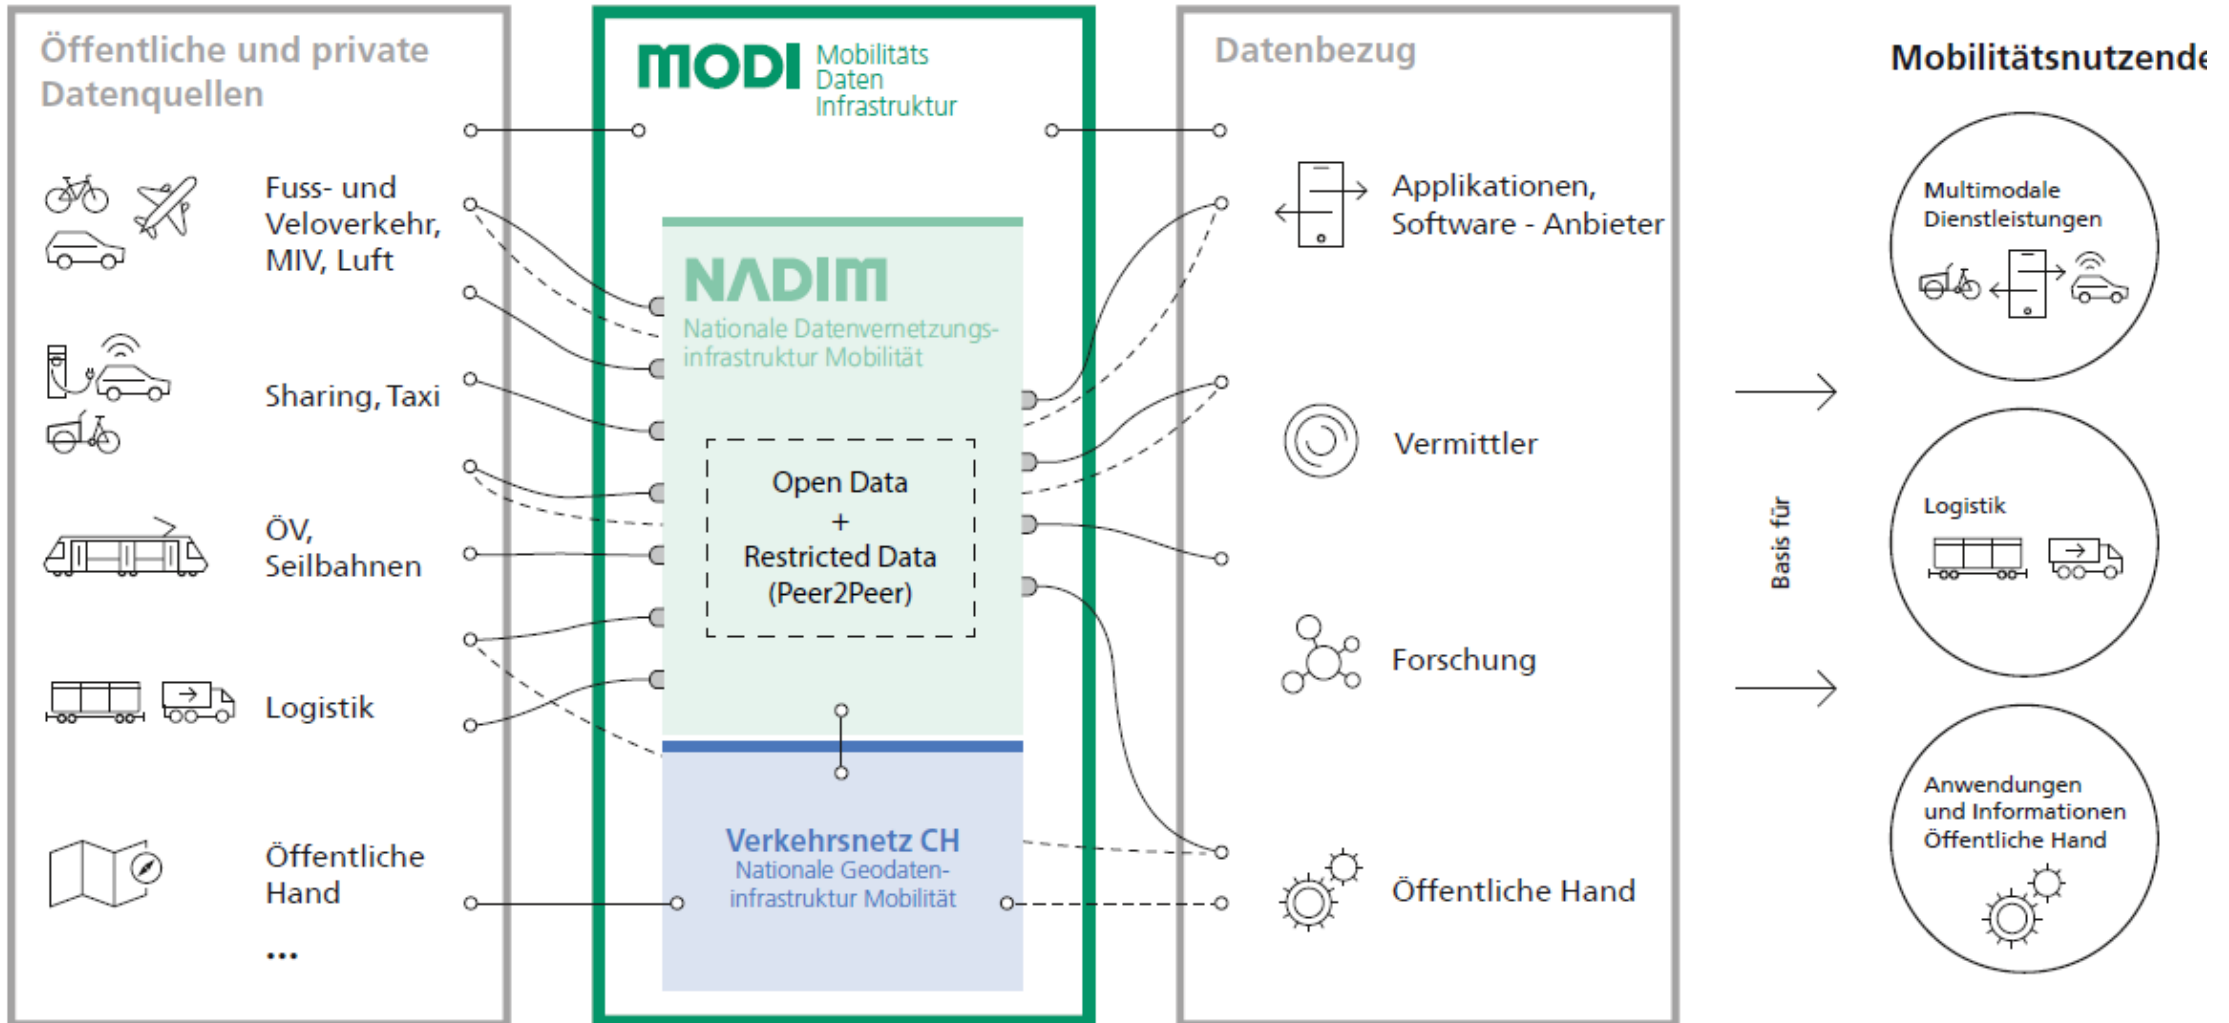 Öffentliche und private
Datenquellen
Fuss- und
Veloverkehr,
MIV, Luft
Sharing, Taxi
ÖV,
Seilbahnen
Logistik
Öffentliche
Hand
...
MODI
Mobilitäts
Daten
Infrastruktur
NADIM
Nationale Datenvernetzungs-
infrastruktur Mobilität
Open Data
+
Restricted Data
(Peer2Peer)
Verkehrsnetz CH
Nationale Geodaten-
infrastruktur Mobilität
Datenbezug
Applikationen,
Software - Anbieter
Vermittler
Forschung
Öffentliche Hand
Basis für
Mobilitätsnutzende
Multimodale
Dienstleistungen
Logistik
Anwendungen
und Informationen
Öffentliche Hand